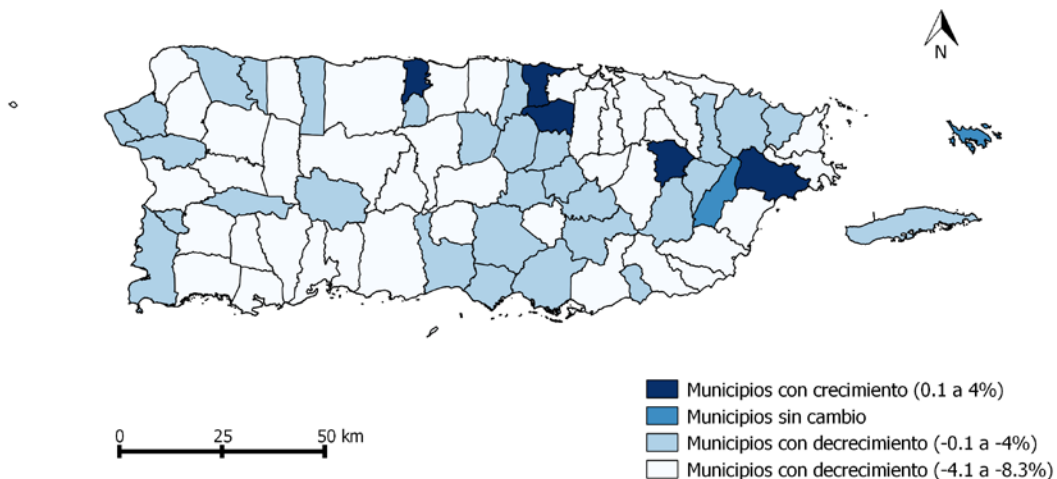 N
Municipios con crecimiento (0.1 a 4%)
Municipios sin cambio
Municipios con decrecimiento (-0.1 a -4%)
Municipios con decrecimiento (-4.1 a -8.3%)
0 25 50 km